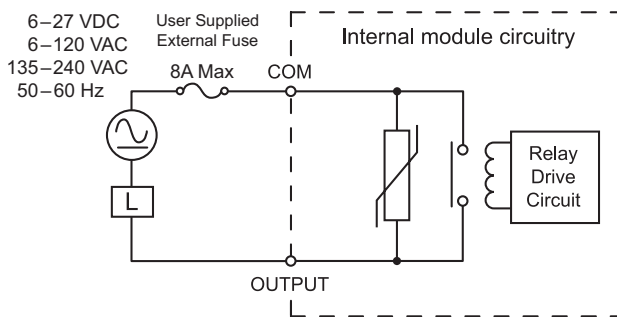 6–27 VDC
6–120 VAC
135–240 VAC
50–60 Hz
User Supplied
External Fuse
8A Max
COM
Internal module circuitry
L
Relay
Drive
Circuit
OUTPUT